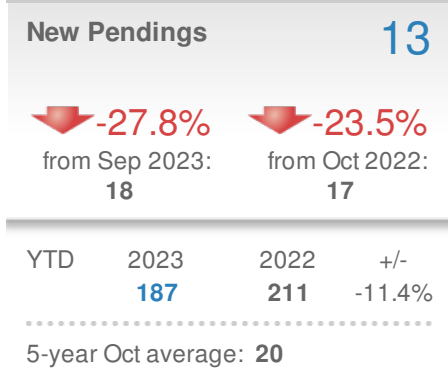 New Pendings 13
-27.8% -23.5%
from Sep 2023: from Oct 2022:
18 17
YTD 2023 2022 +/-
187 211 -11.4%
5-year Oct average: 20